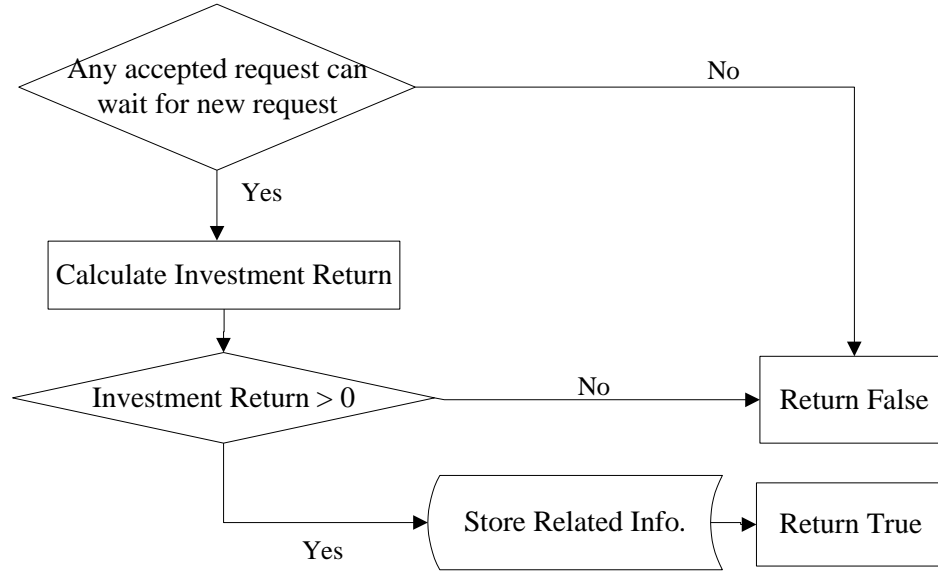 Any accepted request can
wait for new request
No
Yes
Calculate Investment Return
Investment Return > 0
No
Return False
Yes
Store Related Info.
Return True